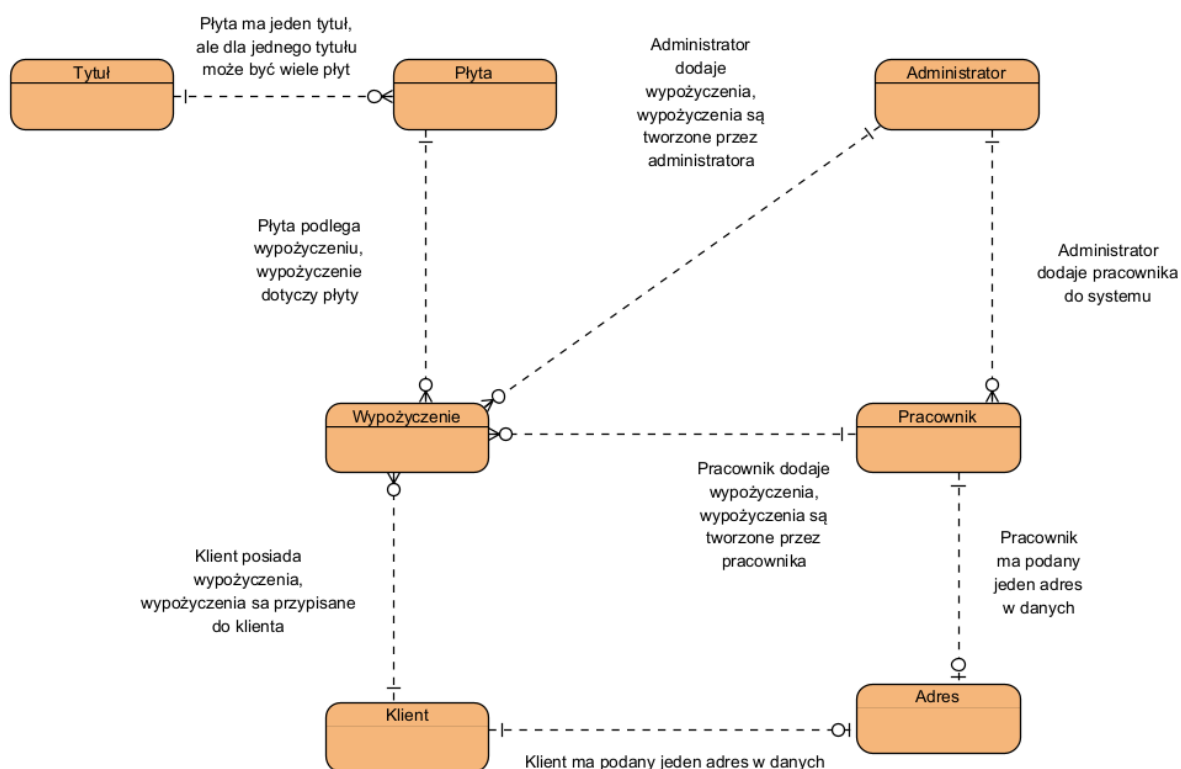 Płyta ma jeden tytuł,
ale dla jednego tytułu
może być wiele płyt
Tytuł
Płyta
Administrator
dodaje
wypożyczenia,
wypożyczenia są
tworzone przez
administratora
Administrator
Płyta podlega
wypożyczeniu,
wypożyczenie
dotyczy płyty
Administrator
dodaje pracownika
do systemu
Wypożyczenie
Pracownik
Pracownik dodaje
wypożyczenia,
wypożyczenia są
tworzone przez
pracownika
Pracownik
ma podany
jeden adres
w danych
Klient posiada
wypożyczenia,
wypożyczenia sa przypisane
do klienta
Klient
Adres
Klient ma podany jeden adres w danych